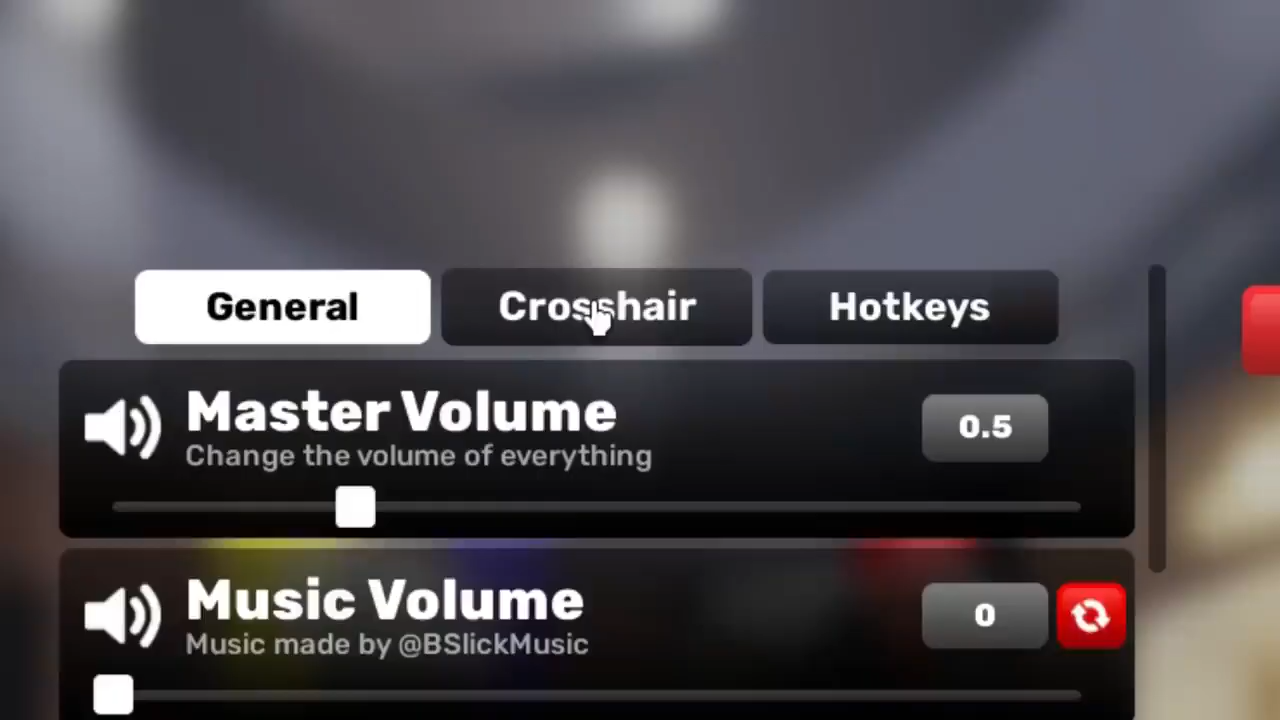 General
Crosshair
Hotkeys
Master Volume
Change the volume of everything
0.5
Music Volume
Music made by @BSlickMusic
0